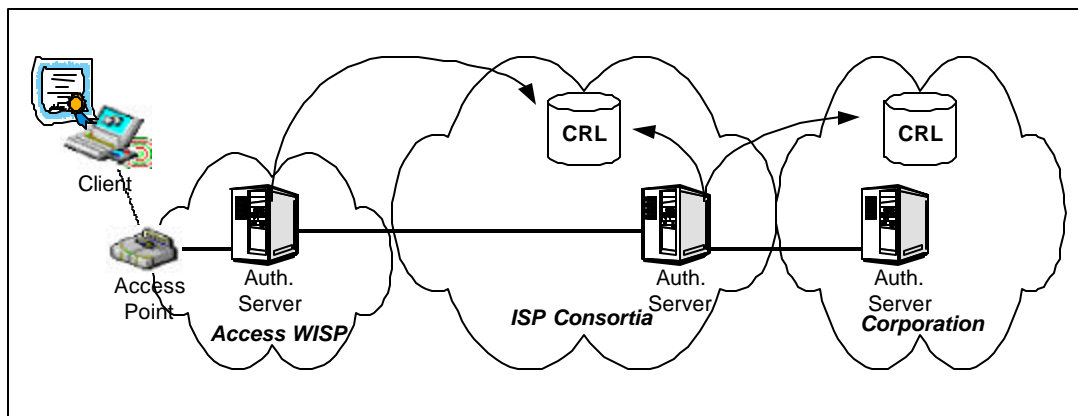 CRL
CRL
Client
Access
Point
Auth.
Server
Access WISP
Auth.
Server
ISP Consortia
Auth.
Server
Corporation